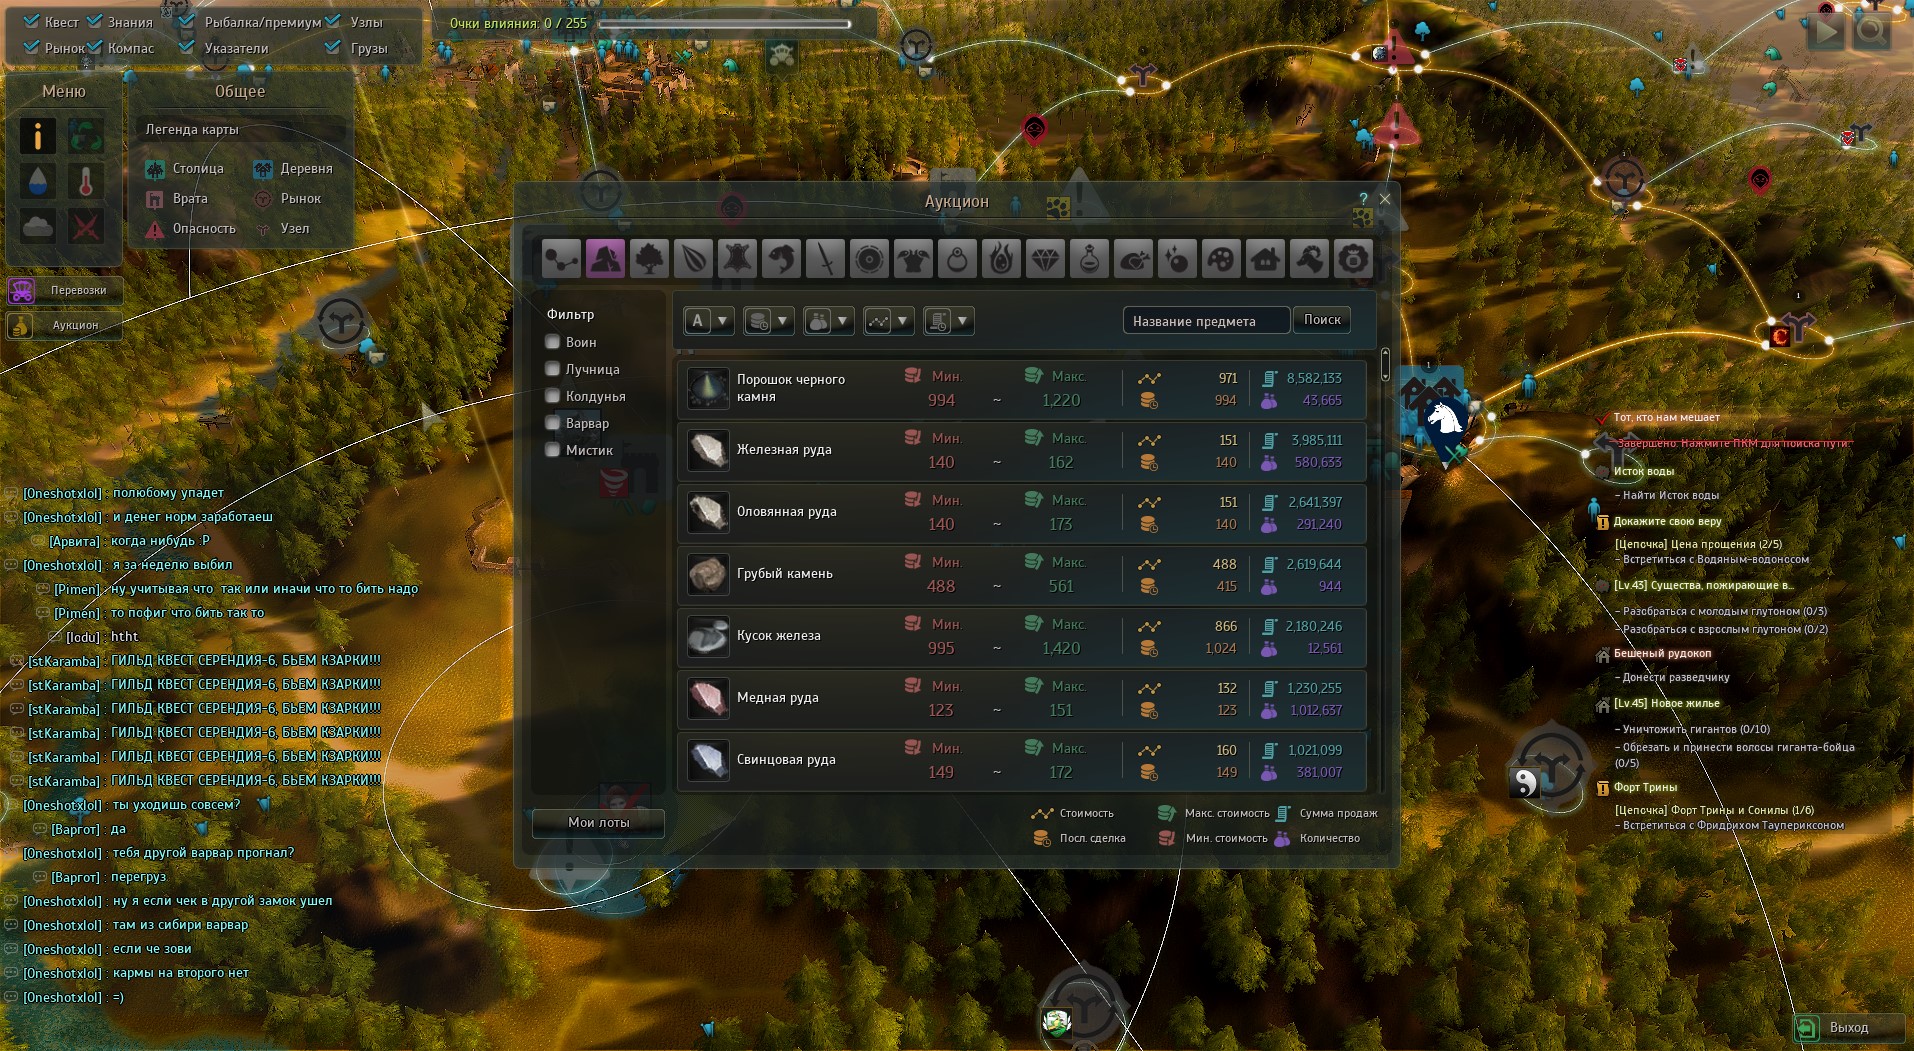 Квест Знания Рыбалка/премиум Узлы
Рынок Компас Указатели Грузы
Очки влияния: 0 / 255
Меню
Общее
Легенда карты
Столица Деревня
Врата Рынок
Опасность Узел
Перевозки
Аукцион
Аукцион
?
Фильтр
Воин
Лучница
Колдунья
Варвар
Мистик
Мои лоты
A
Название предмета
Поиск
Порошок черного камня Мин. 994 ~ Макс. 1,220 971 994 8,582,133 43,665
Железная руда Мин. 140 ~ Макс. 162 151 140 3,985,111 580,633
Оловянная руда Мин. 140 ~ Макс. 173 151 140 2,641,397 291,240
Грубый камень Мин. 488 ~ Макс. 561 488 415 2,619,644 944
Кусок железа Мин. 995 ~ Макс. 1,420 866 1,024 2,180,246 12,561
Медная руда Мин. 123 ~ Макс. 151 132 123 1,230,255 1,012,637
Свинцовая руда Мин. 149 ~ Макс. 172 160 149 1,021,099 381,007
Стоимость Макс. стоимость Сумма продаж
Посл. сделка Мин. стоимость Количество
[Oneshotxlol] : полюбому упадет
[Oneshotxlol] : и денег норм заработаеш
[Арвита] : когда нибудь :Р
[Oneshotxlol] : я за неделю выбил
[Pimen] : ну учитывая что так или иначи что то бить надо
[Pimen] : то пофиг что бить так то
[Iodu] : htht
[stKaramba] : ГИЛЬД КВЕСТ СЕРЕНДИЯ-6, БЬЕМ КЗАРКИ!!!
[stKaramba] : ГИЛЬД КВЕСТ СЕРЕНДИЯ-6, БЬЕМ КЗАРКИ!!!
[stKaramba] : ГИЛЬД КВЕСТ СЕРЕНДИЯ-6, БЬЕМ КЗАРКИ!!!
[stKaramba] : ГИЛЬД КВЕСТ СЕРЕНДИЯ-6, БЬЕМ КЗАРКИ!!!
[stKaramba] : ГИЛЬД КВЕСТ СЕРЕНДИЯ-6, БЬЕМ КЗАРКИ!!!
[stKaramba] : ГИЛЬД КВЕСТ СЕРЕНДИЯ-6, БЬЕМ КЗАРКИ!!!
[Oneshotxlol] : ты уходишь совсем?
[Варгот] : да
[Oneshotxlol] : тебя другой варвар прогнал?
[Варгот] : перегруз
[Oneshotxlol] : ну я если чек в другой замок ушел
[Oneshotxlol] : там из сибири варвар
[Oneshotxlol] : если че зови
[Oneshotxlol] : кармы на второго нет
[Oneshotxlol] : =)
1
1
Тот, кто нам мешает
Завершено. Нажмите ПКМ для поиска пути.
Исток воды
- Найти Исток воды
Докажите свою веру
[Цепочка] Цена прощения (2/5)
- Встретиться с Водяным-водоносом
[Lv.43] Существа, пожирающие в...
- Разобраться с молодым глутоном (0/3)
- Разобраться с взрослым глутоном (0/2)
Бешеный рудокоп
- Донести разведчику
[Lv.45] Новое жилье
- Уничтожить гигантов (0/10)
- Обрезать и принести волосы гиганта-бойца
(0/5)
Форт Трины
[Цепочка] Форт Трины и Сонилы (1/6)
- Встретиться с Фридрихом Таупериксоном
Выход